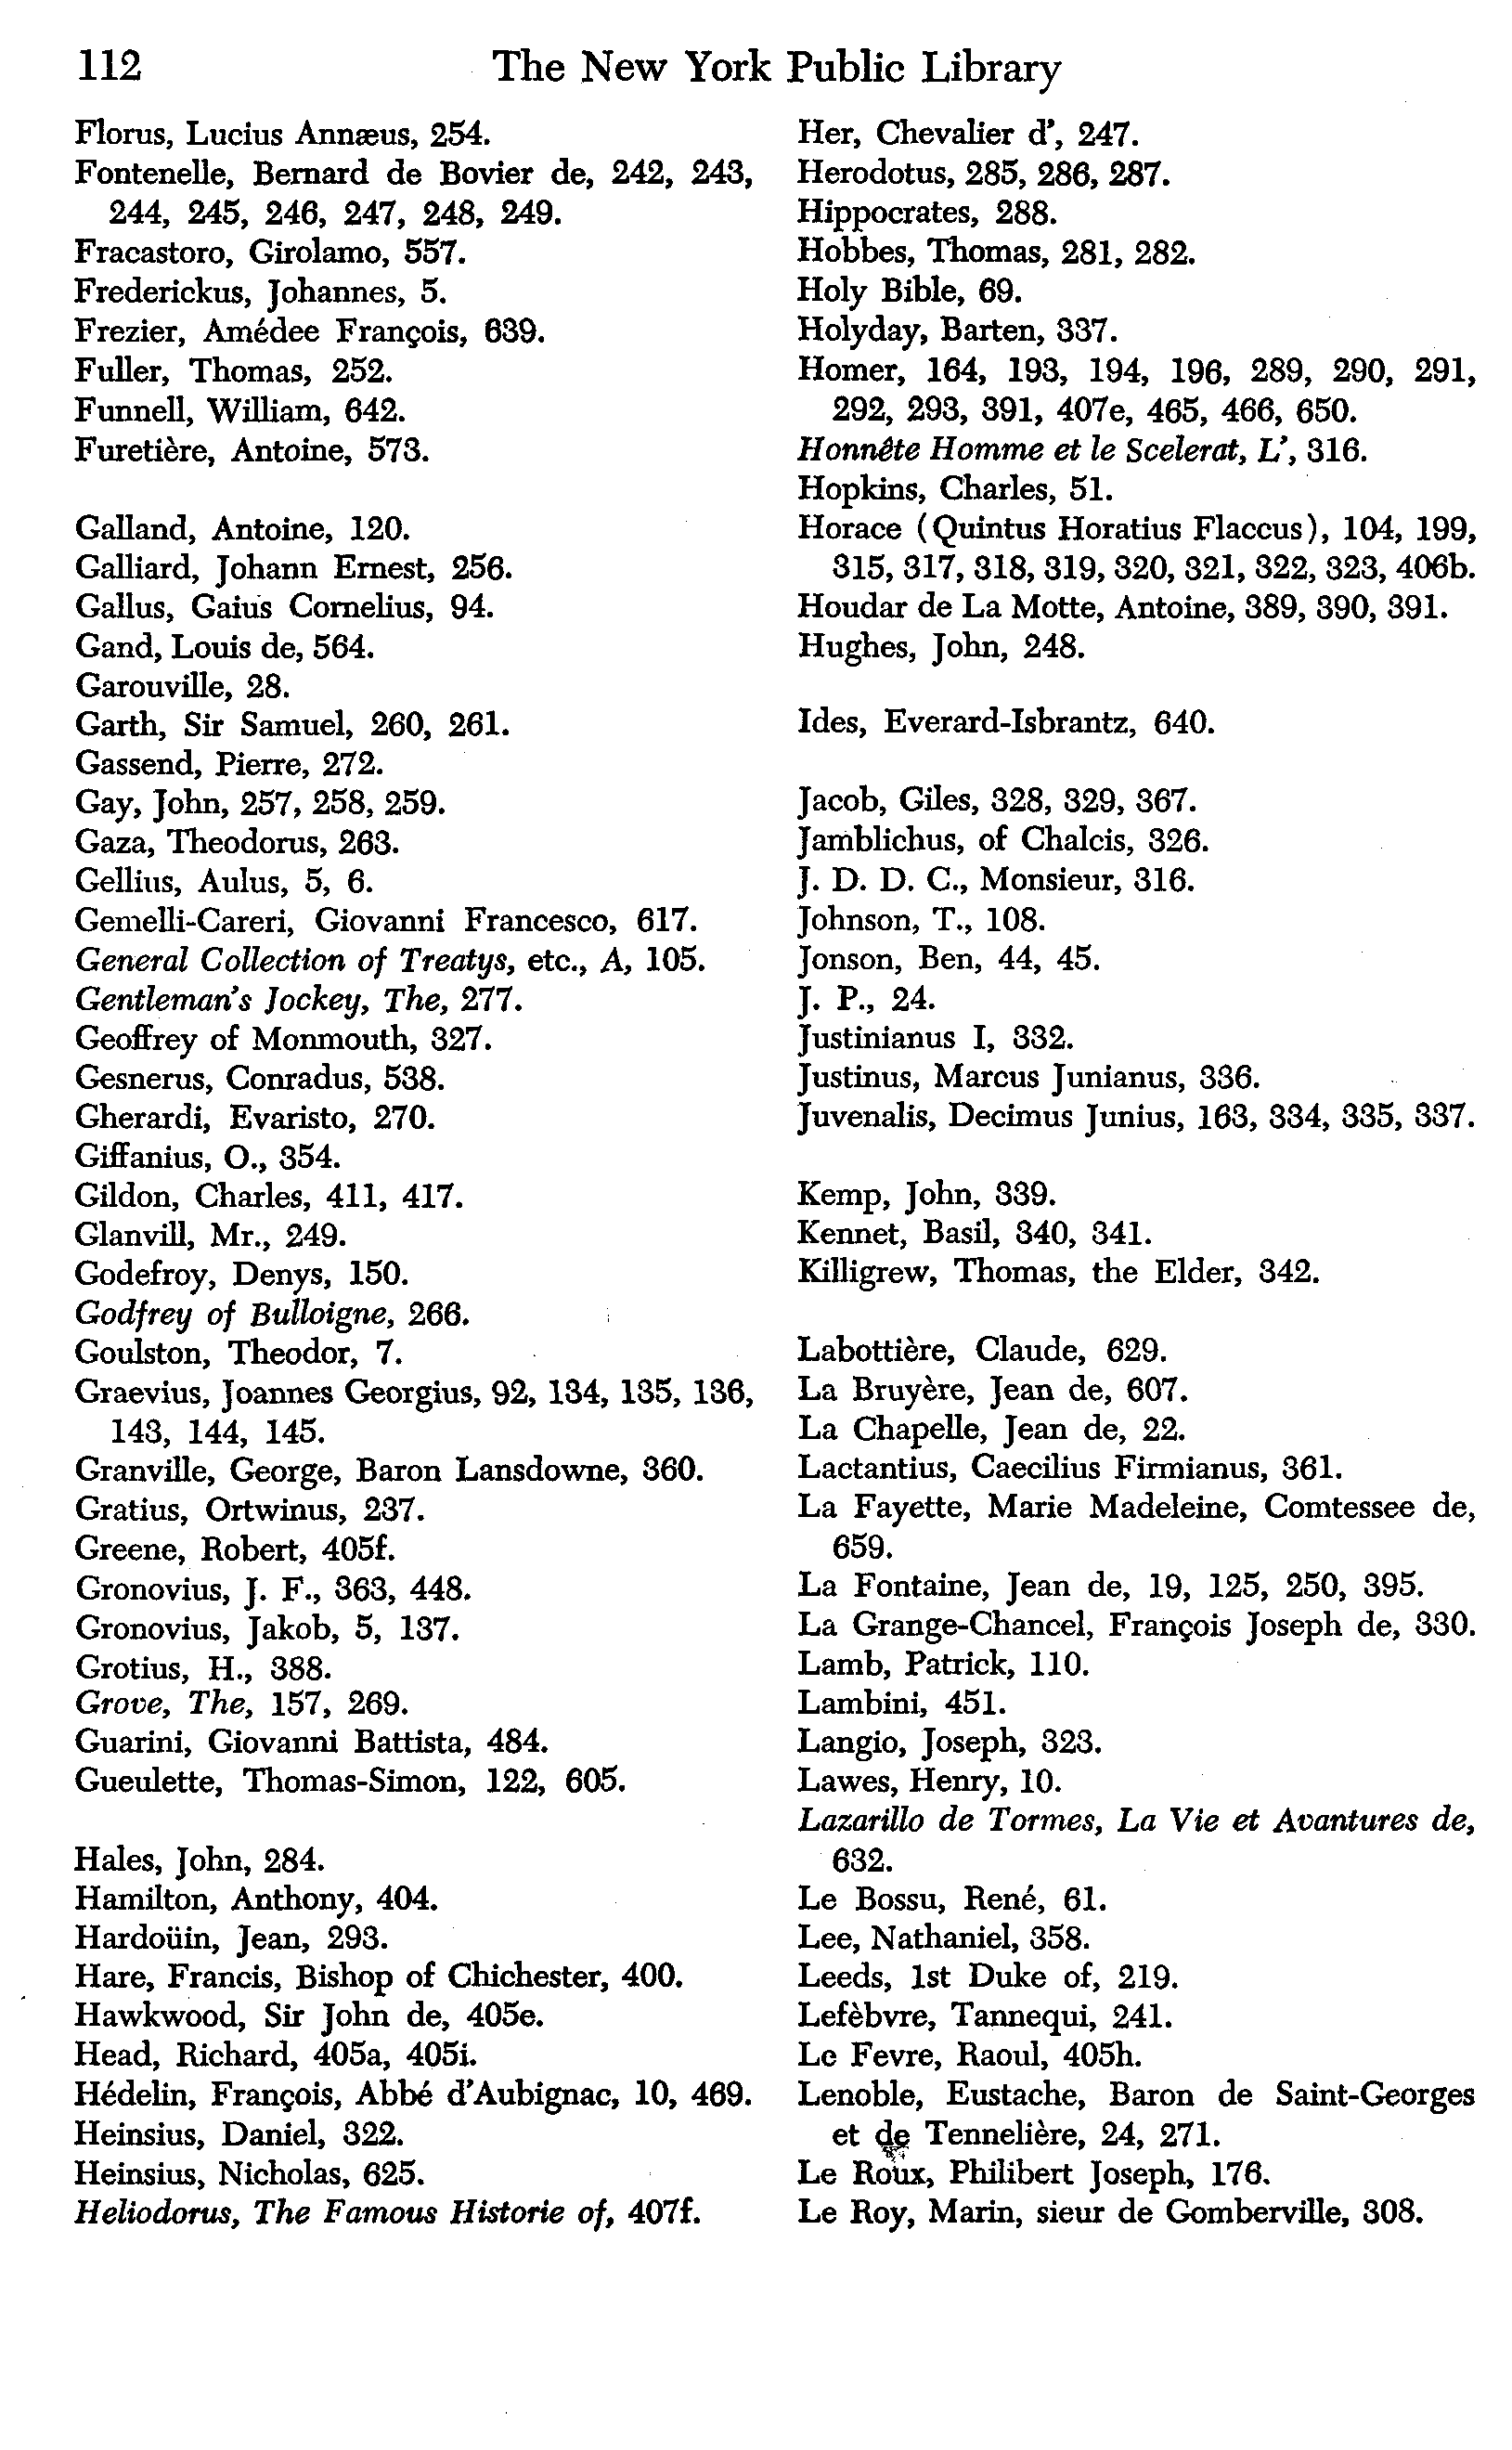 112 The New York Public Library
Florus, Lucius Annæus, 254.
Fontenelle, Bernard de Bovier de, 242, 243,
244, 245, 246, 247, 248, 249.
Fracastoro, Girolamo, 557.
Frederickus, Johannes, 5.
Frezier, Amédee François, 639.
Fuller, Thomas, 252.
Funnell, William, 642.
Furetière, Antoine, 573.
Galland, Antoine, 120.
Galliard, Johann Ernest, 256.
Gallus, Gaius Cornelius, 94.
Gand, Louis de, 564.
Garouville, 28.
Garth, Sir Samuel, 260, 261.
Gassend, Pierre, 272.
Gay, John, 257, 258, 259.
Gaza, Theodorus, 263.
Gellius, Aulus, 5, 6.
Gemelli-Careri, Giovanni Francesco, 617.
General Collection of Treatys, etc., A, 105.
Gentleman's Jockey, The, 277.
Geoffrey of Monmouth, 327.
Gesnerus, Conradus, 538.
Gherardi, Evaristo, 270.
Giffanius, O., 354.
Gildon, Charles, 411, 417.
Glanvill, Mr., 249.
Godefroy, Denys, 150.
Godfrey of Bulloigne, 266.
Goulston, Theodor, 7.
Graevius, Joannes Georgius, 92, 134, 135, 136,
143, 144, 145.
Granville, George, Baron Lansdowne, 360.
Gratius, Ortwinus, 237.
Greene, Robert, 405f.
Gronovius, J. F., 363, 448.
Gronovius, Jakob, 5, 137.
Grotius, H., 388.
Grove, The, 157, 269.
Guarini, Giovanni Battista, 484.
Gueulette, Thomas-Simon, 122, 605.
Hales, John, 284.
Hamilton, Anthony, 404.
Hardoüin, Jean, 293.
Hare, Francis, Bishop of Chichester, 400.
Hawkwood, Sir John de, 405e.
Head, Richard, 405a, 405i.
Hédelin, François, Abbé d'Aubignac, 10, 469.
Heinsius, Daniel, 322.
Heinsius, Nicholas, 625.
Heliodorus, The Famous Historie of, 407f.
Her, Chevalier d', 247.
Herodotus, 285, 286, 287.
Hippocrates, 288.
Hobbes, Thomas, 281, 282.
Holy Bible, 69.
Holyday, Barten, 337.
Homer, 164, 193, 194, 196, 289, 290, 291,
292, 293, 391, 407e, 465, 466, 650.
Honnête Homme et le Scelerat, L', 316.
Hopkins, Charles, 51.
Horace (Quintus Horatius Flaccus), 104, 199,
315, 317, 318, 319, 320, 321, 322, 323, 406b.
Houdar de La Motte, Antoine, 389, 390, 391.
Hughes, John, 248.
Ides, Everard-Isbrantz, 640.
Jacob, Giles, 328, 329, 367.
Jamblichus, of Chalcis, 326.
J. D. D. C., Monsieur, 316.
Johnson, T., 108.
Jonson, Ben, 44, 45.
J. P., 24.
Justinianus I, 332.
Justinus, Marcus Junianus, 336.
Juvenalis, Decimus Junius, 163, 334, 335, 337.
Kemp, John, 339.
Kennet, Basil, 340, 341.
Killigrew, Thomas, the Elder, 342.
Labottière, Claude, 629.
La Bruyère, Jean de, 607.
La Chapelle, Jean de, 22.
Lactantius, Caecilius Firmianus, 361.
La Fayette, Marie Madeleine, Comtessee de,
659.
La Fontaine, Jean de, 19, 125, 250, 395.
La Grange-Chancel, François Joseph de, 330.
Lamb, Patrick, 110.
Lambini, 451.
Langio, Joseph, 323.
Lawes, Henry, 10.
Lazarillo de Tormes, La Vie et Avantures de,
632.
Le Bossu, René, 61.
Lee, Nathaniel, 358.
Leeds, 1st Duke of, 219.
Lefèbvre, Tannequi, 241.
Le Fevre, Raoul, 405h.
Lenoble, Eustache, Baron de Saint-Georges
et de Tennelière, 24, 271.
Le Roux, Philibert Joseph, 176.
Le Roy, Marin, sieur de Gomberville, 308.